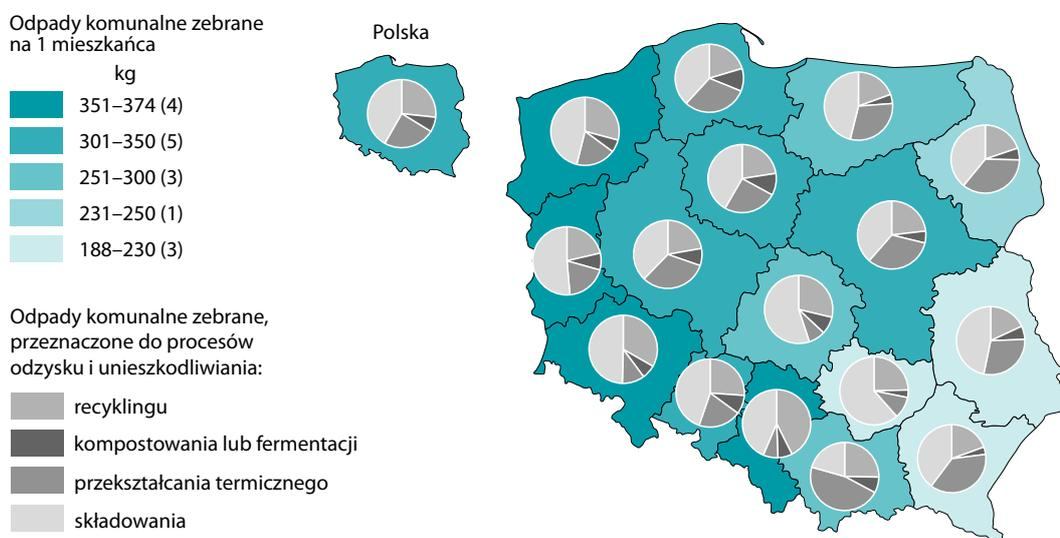 Odpady komunalne zebrane
na 1 mieszkańca
kg
351–374 (4)
301–350 (5)
251–300 (3)
231–250 (1)
188–230 (3)
Polska
Odpady komunalne zebrane,
przeznaczone do procesów
odzysku i unieszkodliwiania:
recyklingu
kompostowania lub fermentacji
przekształcania termicznego
składowania